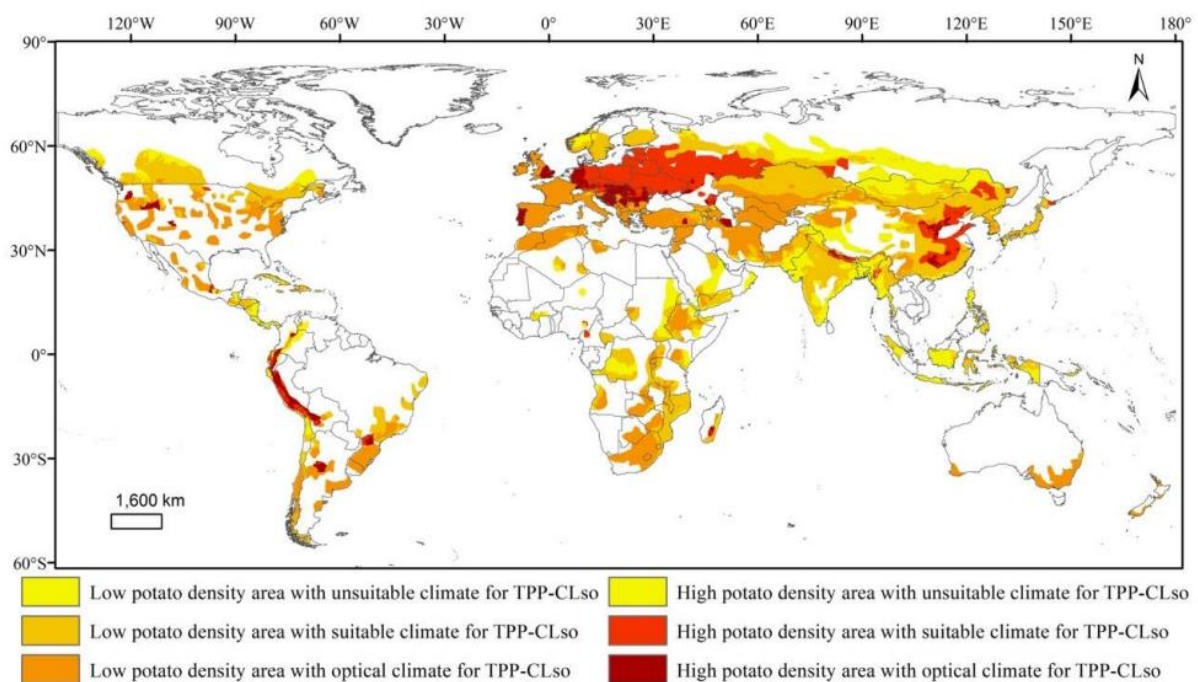 120°W 90°W 60°W 30°W 0° 30°E 60°E 90°E 120°E 150°E 180°
90°
N
60°N
30°N
0°
30°S
1,600 km
60°S
Low potato density area with unsuitable climate for TPP-CLso High potato density area with unsuitable climate for TPP-CLso
Low potato density area with suitable climate for TPP-CLso High potato density area with suitable climate for TPP-CLso
Low potato density area with optical climate for TPP-CLso High potato density area with optical climate for TPP-CLso